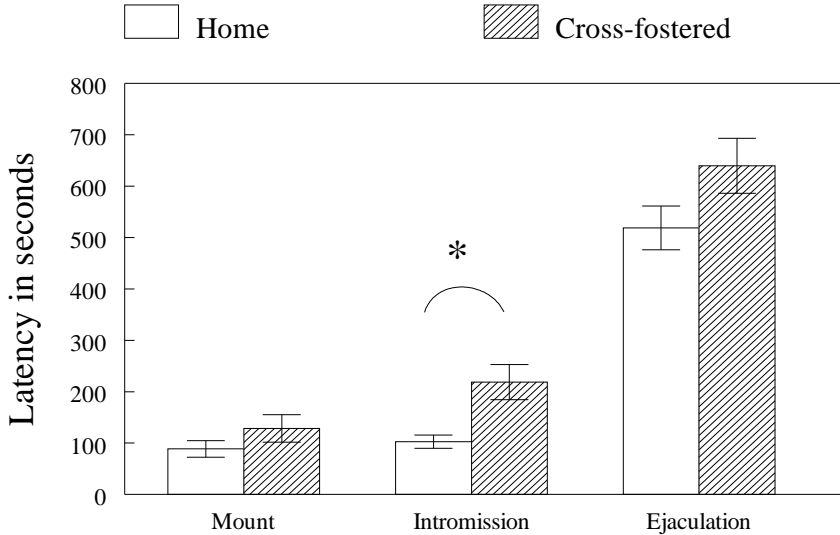 Home
Cross-fostered
Latency in seconds
800
700
600
500
400
300
200
100
0
*
Mount
Intromission
Ejaculation